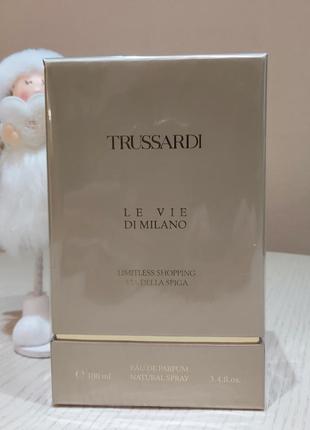 TRUSSARDI
LE VIE
DI MILANO
LIMITLESS SHOPPING
VIA DELLA SPIGA
EAU DE PARFUM
e 100 ml NATURAL SPRAY 3.4 fl.oz.